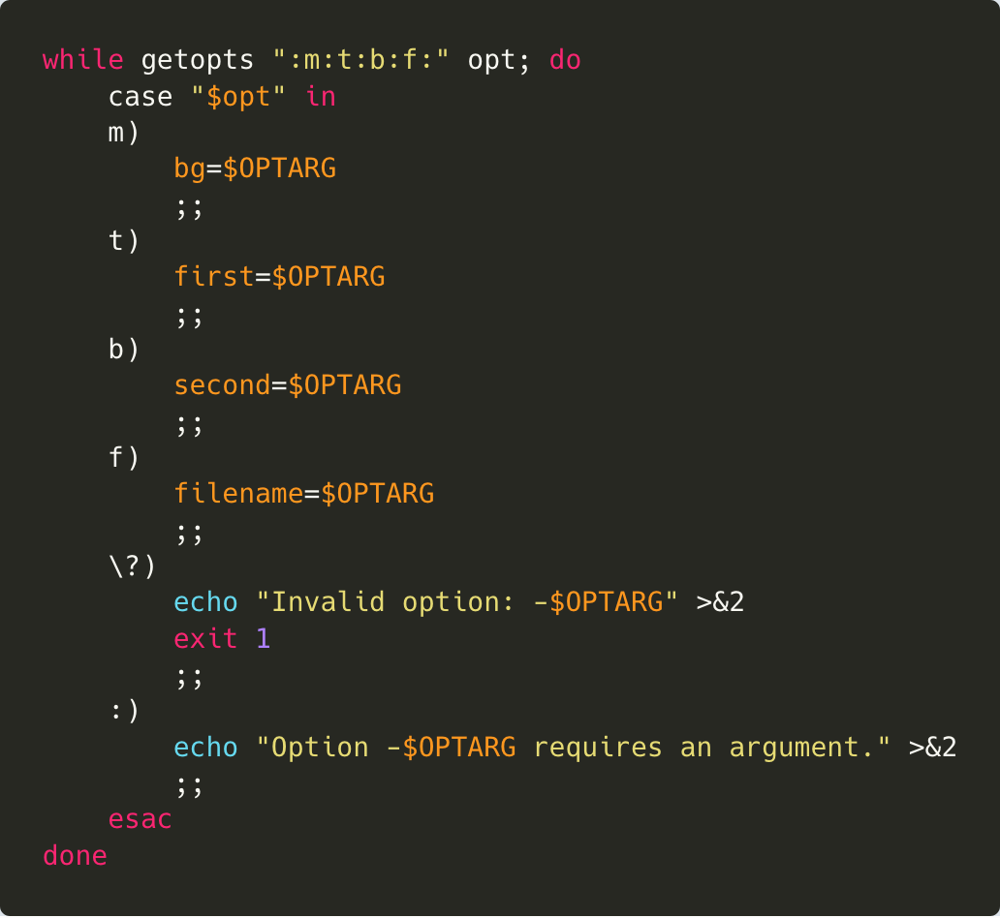 while getopts ":m:t:b:f:" opt; do
    case "$opt" in
    m)
        bg=$OPTARG
        ;;
    t)
        first=$OPTARG
        ;;
    b)
        second=$OPTARG
        ;;
    f)
        filename=$OPTARG
        ;;
    \?)
        echo "Invalid option: -$OPTARG" >&2
        exit 1
        ;;
    :)
        echo "Option -$OPTARG requires an argument." >&2
        ;;
    esac
done